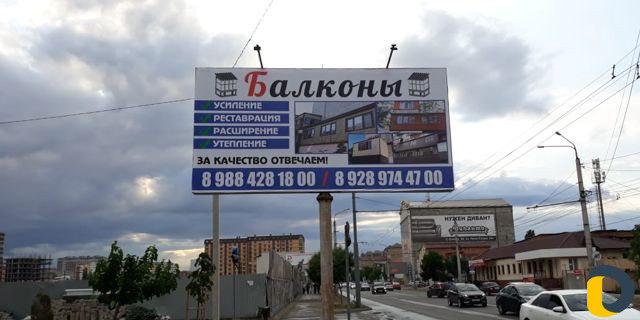 Балконы
УСИЛЕНИЕ
РЕСТАВРАЦИЯ
РАСШИРЕНИЕ
УТЕПЛЕНИЕ
ЗА КАЧЕСТВО ОТВЕЧАЕМ!
8 988 428 18 00 / 8 928 974 47 00
НУЖЕН ДИВАН?